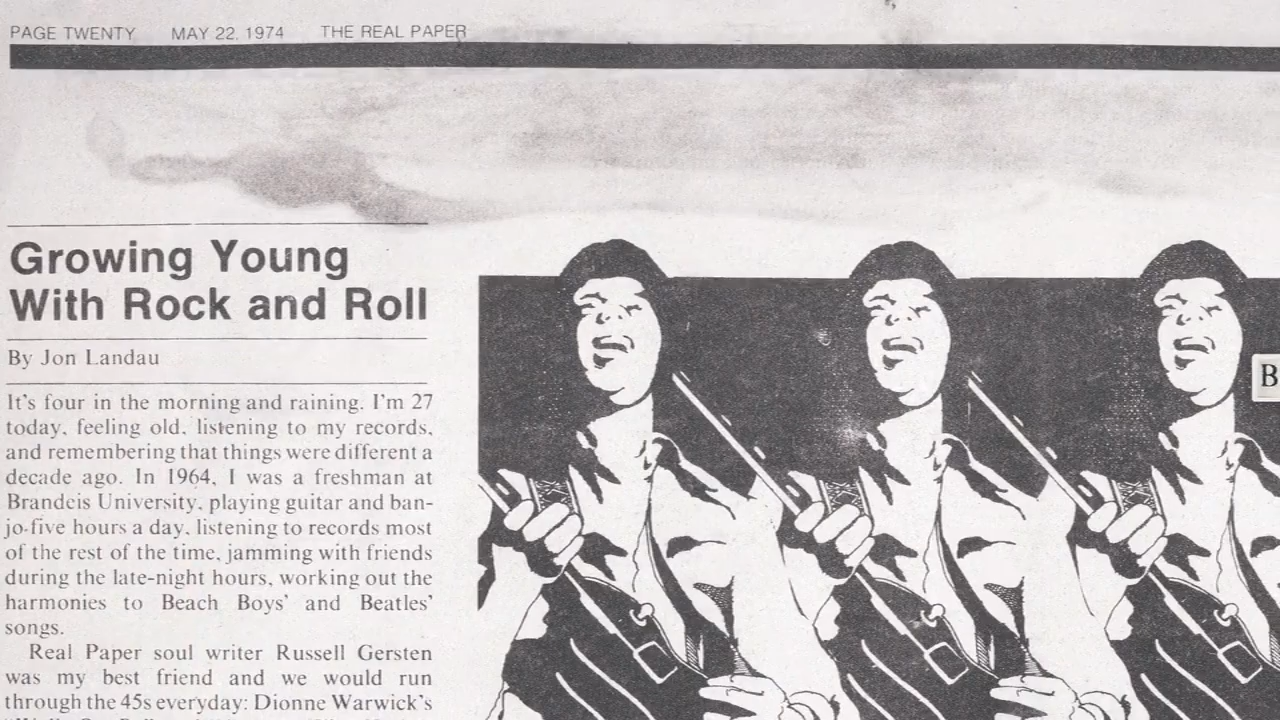 PAGE TWENTY MAY 22, 1974 THE REAL PAPER
Growing Young
With Rock and Roll
By Jon Landau
It's four in the morning and raining. I'm 27
today, feeling old, listening to my records,
and remembering that things were different a
decade ago. In 1964, I was a freshman at
Brandeis University, playing guitar and ban-
jo five hours a day, listening to records most
of the rest of the time, jamming with friends
during the late-night hours, working out the
harmonies to Beach Boys' and Beatles'
songs.
Real Paper soul writer Russell Gersten
was my best friend and we would run
through the 45s everyday: Dionne Warwick's
B